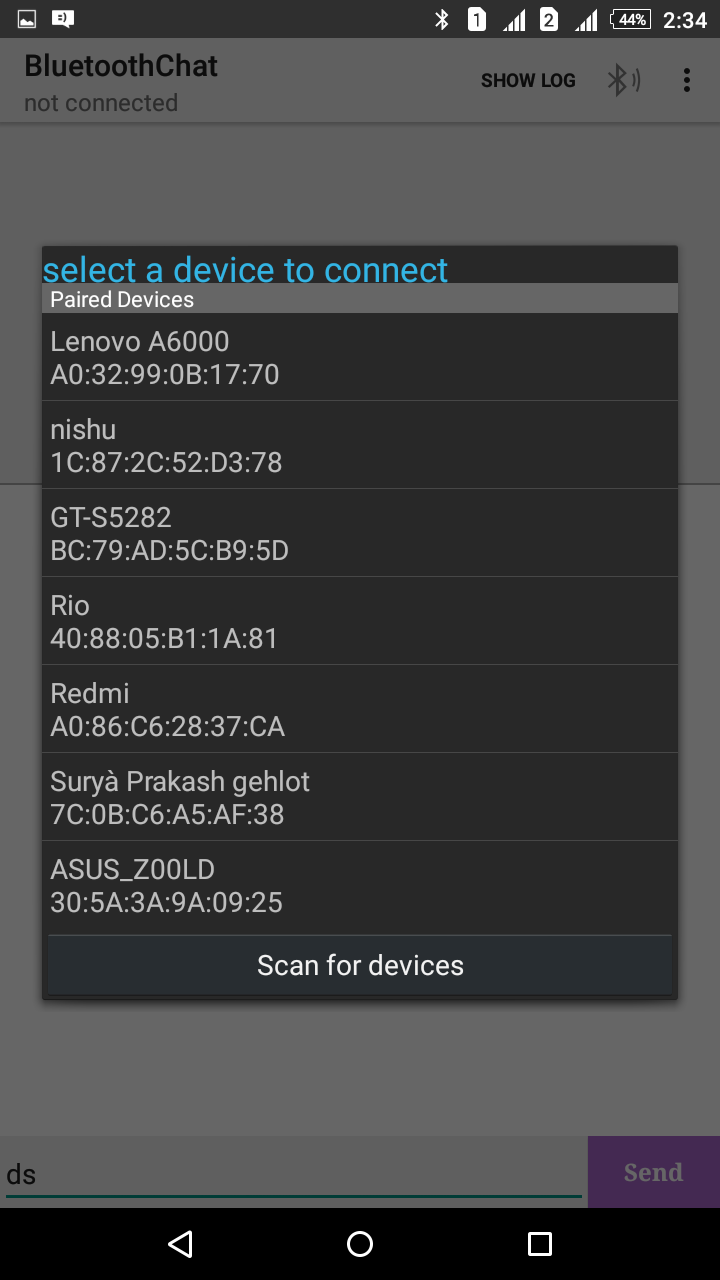 1 2 44% 2:34
BluetoothChat
not connected
SHOW LOG
select a device to connect
Paired Devices
Lenovo A6000
A0:32:99:0B:17:70
nishu
1C:87:2C:52:D3:78
GT-S5282
BC:79:AD:5C:B9:5D
Rio
40:88:05:B1:1A:81
Redmi
A0:86:C6:28:37:CA
Suryà Prakash gehlot
7C:0B:C6:A5:AF:38
ASUS_Z00LD
30:5A:3A:9A:09:25
Scan for devices
ds
Send